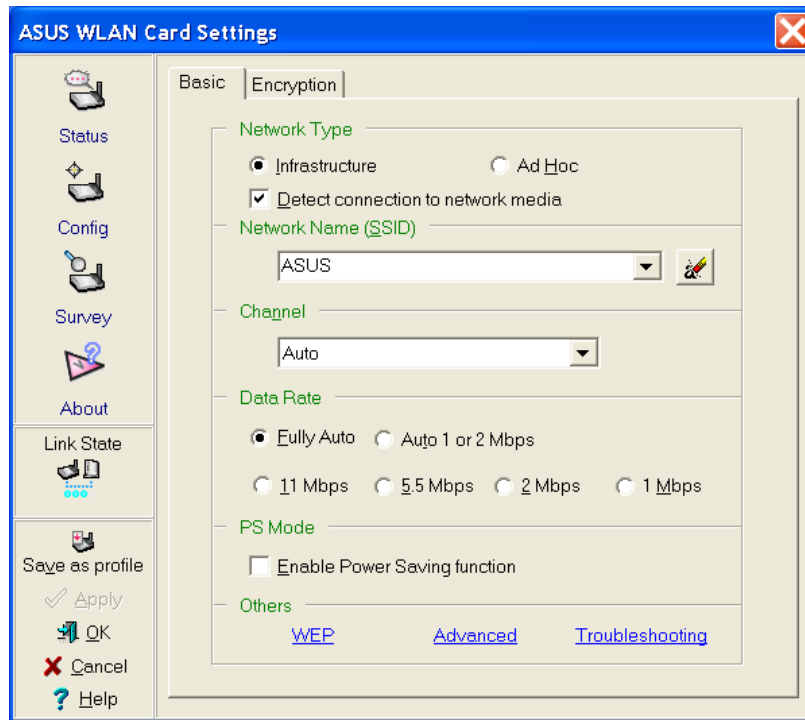 ASUS WLAN Card Settings
Status
Config
Survey
About
Link State
Save as profile
Apply
OK
Cancel
Help
Basic
Encryption
Network Type
Infrastructure
Ad Hoc
Detect connection to network media
Network Name (SSID)
ASUS
Channel
Auto
Data Rate
Fully Auto
Auto 1 or 2 Mbps
11 Mbps
5.5 Mbps
2 Mbps
1 Mbps
PS Mode
Enable Power Saving function
Others
WEP
Advanced
Troubleshooting